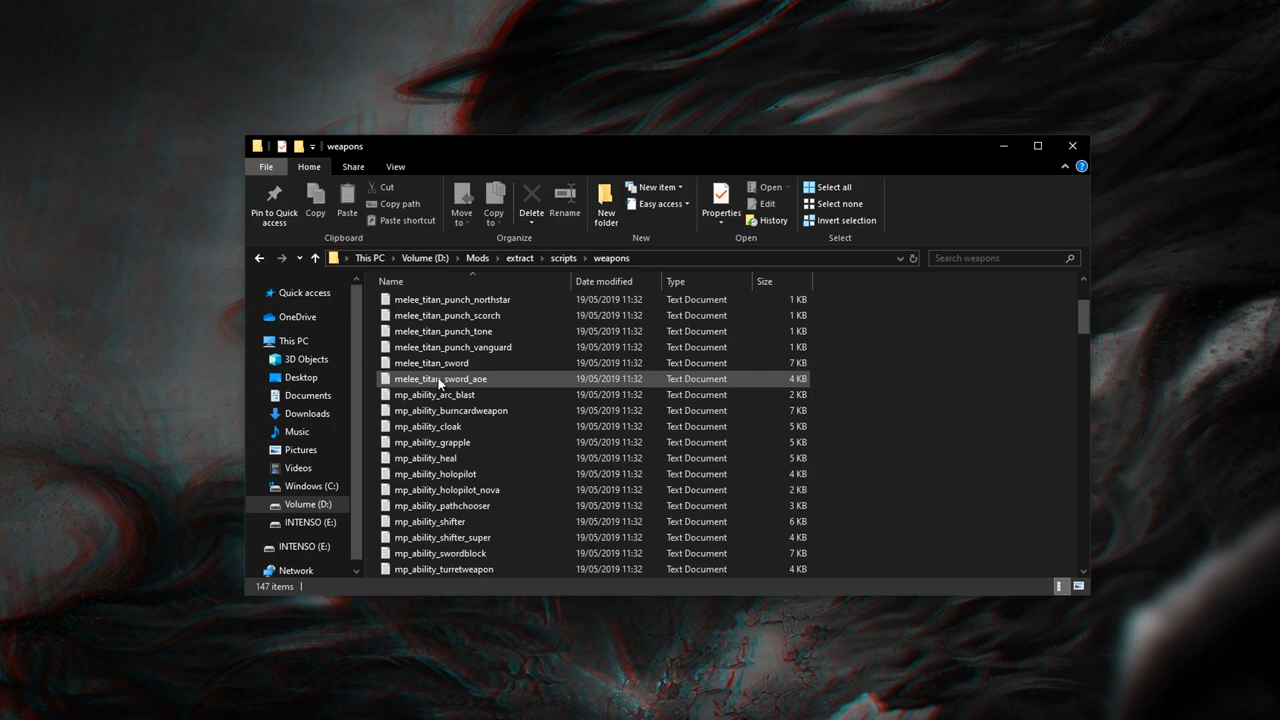 weapons
File Home Share View
Pin to Quick access
Copy
Paste
Cut
Copy path
Paste shortcut
Clipboard
Move to
Copy to
Delete
Rename
Organize
New folder
New item
Easy access
New
Properties
Open
Edit
History
Open
Select all
Select none
Invert selection
Select
This PC Volume (D:) Mods extract scripts weapons
Search weapons
Quick access
OneDrive
This PC
3D Objects
Desktop
Documents
Downloads
Music
Pictures
Videos
Windows (C:)
Volume (D:)
INTENSO (E:)
INTENSO (E:)
Network
Name Date modified Type Size
melee_titan_punch_northstar 19/05/2019 11:32 Text Document 1 KB
melee_titan_punch_scorch 19/05/2019 11:32 Text Document 1 KB
melee_titan_punch_tone 19/05/2019 11:32 Text Document 1 KB
melee_titan_punch_vanguard 19/05/2019 11:32 Text Document 1 KB
melee_titan_sword 19/05/2019 11:32 Text Document 7 KB
melee_titan_sword_aoe 19/05/2019 11:32 Text Document 4 KB
mp_ability_arc_blast 19/05/2019 11:32 Text Document 2 KB
mp_ability_burncardweapon 19/05/2019 11:32 Text Document 7 KB
mp_ability_cloak 19/05/2019 11:32 Text Document 5 KB
mp_ability_grapple 19/05/2019 11:32 Text Document 5 KB
mp_ability_heal 19/05/2019 11:32 Text Document 5 KB
mp_ability_holopilot 19/05/2019 11:32 Text Document 4 KB
mp_ability_holopilot_nova 19/05/2019 11:32 Text Document 2 KB
mp_ability_pathchooser 19/05/2019 11:32 Text Document 3 KB
mp_ability_shifter 19/05/2019 11:32 Text Document 6 KB
mp_ability_shifter_super 19/05/2019 11:32 Text Document 4 KB
mp_ability_swordblock 19/05/2019 11:32 Text Document 7 KB
mp_ability_turretweapon 19/05/2019 11:32 Text Document 4 KB
147 items